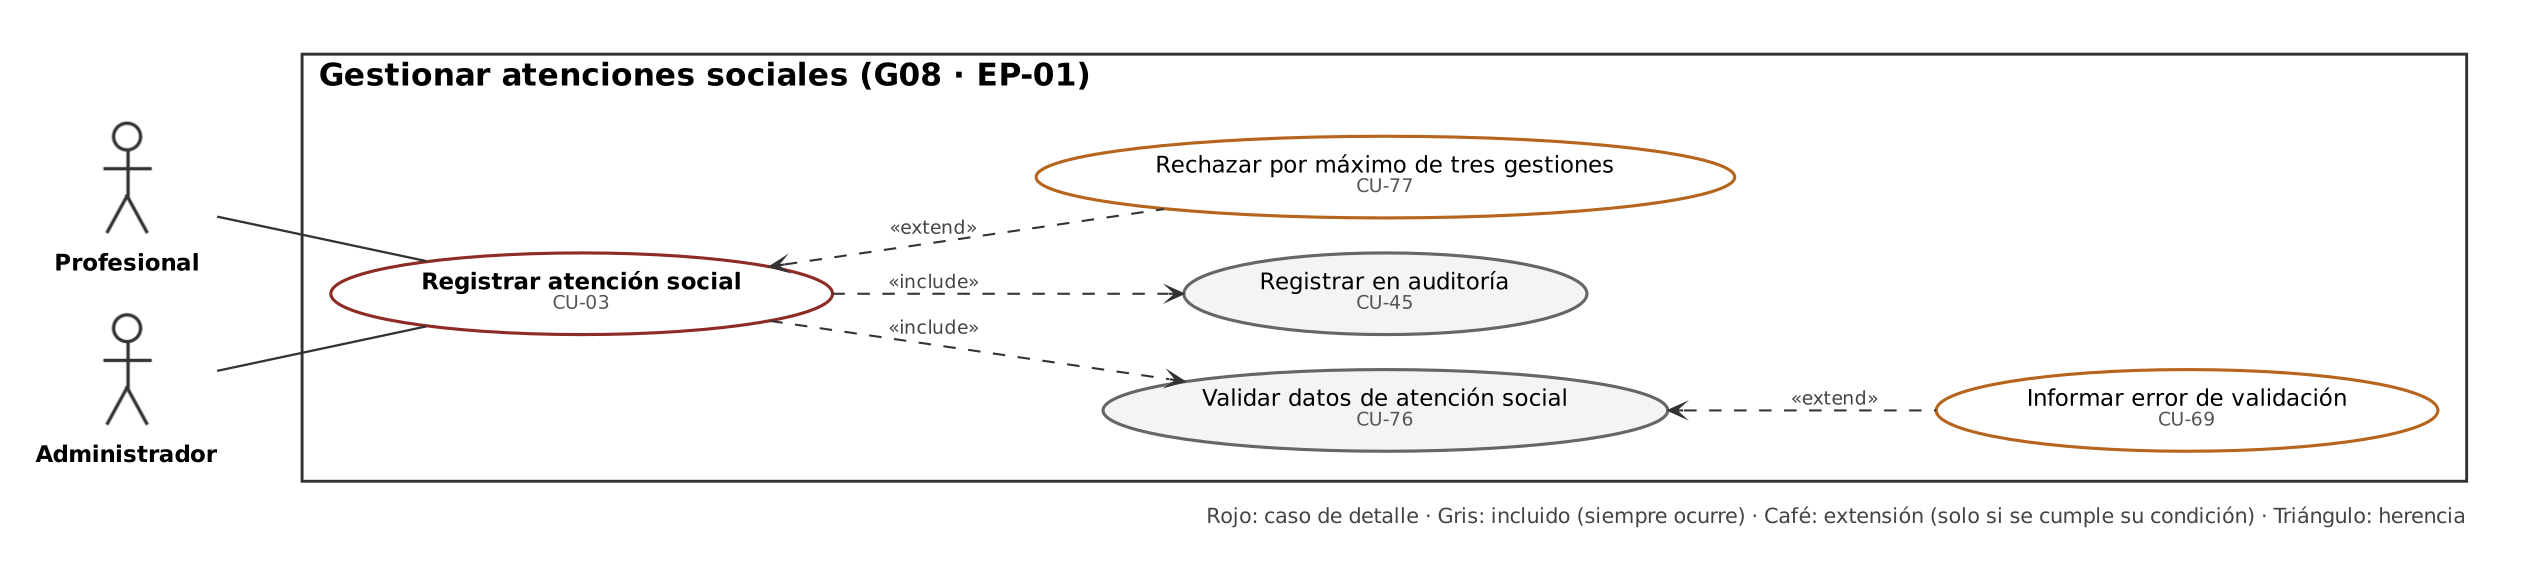 Gestionar atenciones sociales (G08 · EP-01)
Rechazar por máximo de tres gestiones
CU-77
«extend»
Profesional
Registrar atención social
CU-03
«include»
Registrar en auditoría
CU-45
«include»
Validar datos de atención social
CU-76
«extend»
Informar error de validación
CU-69
Administrador
Rojo: caso de detalle · Gris: incluido (siempre ocurre) · Café: extensión (solo si se cumple su condición) · Triángulo: herencia